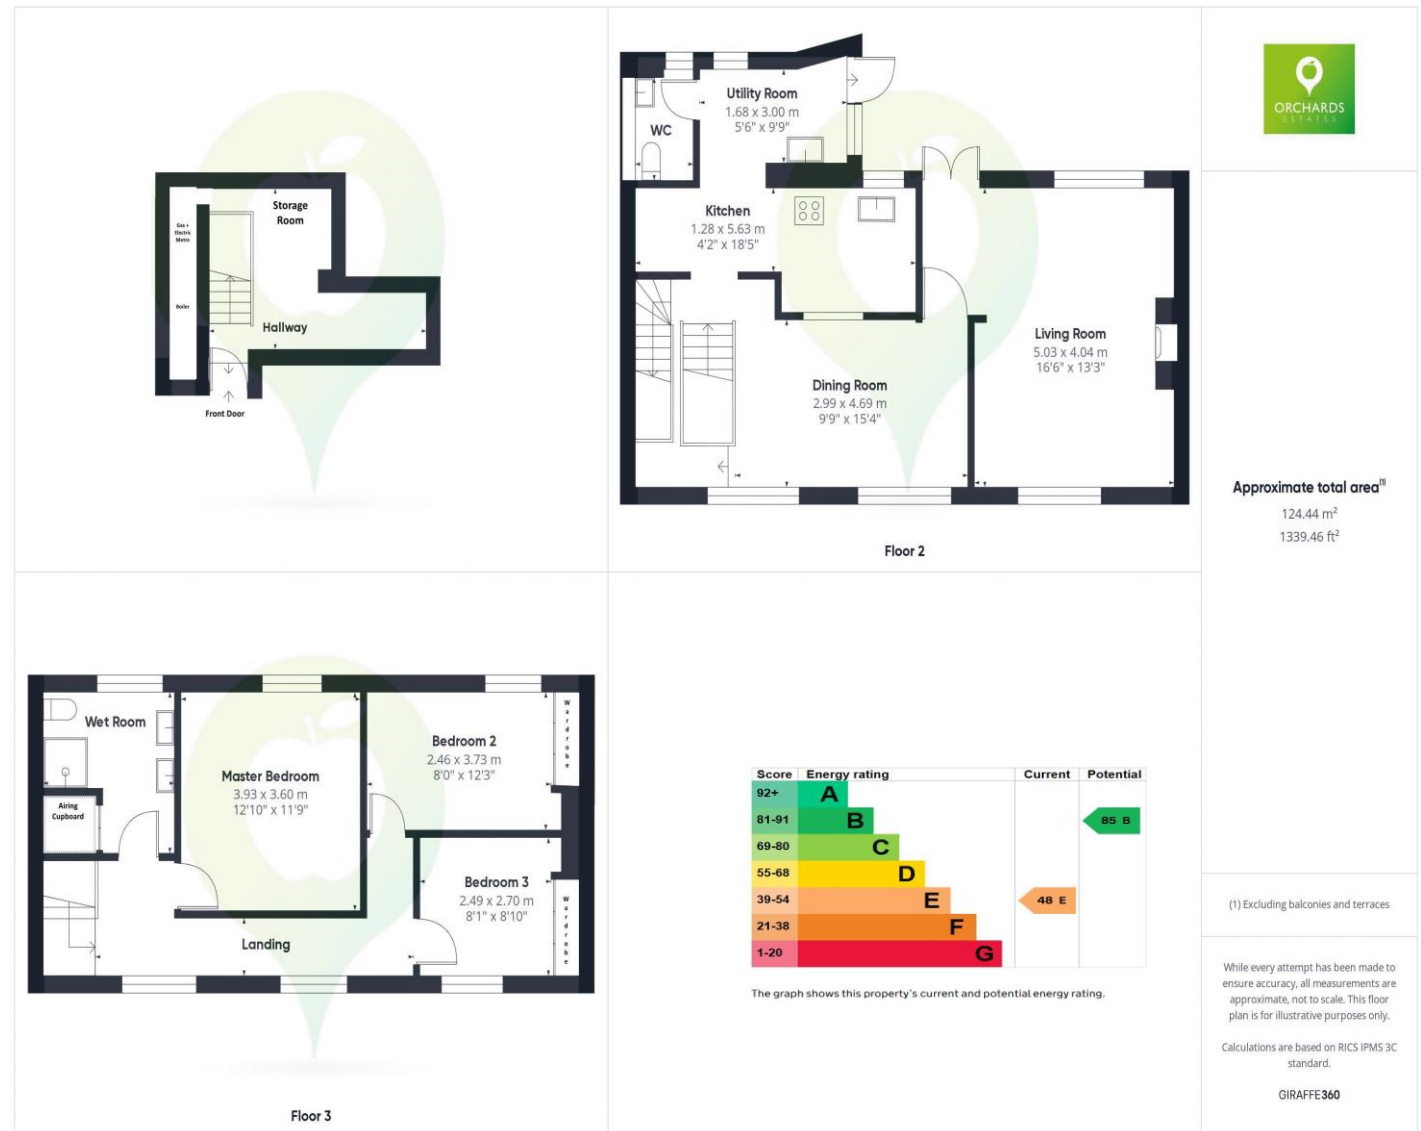 Storage
Room
Gas +
Electric
Metre
Boiler
Hallway
Front Door
Utility Room
1.68 x 3.00 m
5'6" x 9'9"
WC
Kitchen
1.28 x 5.63 m
4'2" x 18'5"
Living Room
5.03 x 4.04 m
16'6" x 13'3"
Dining Room
2.99 x 4.69 m
9'9" x 15'4"
Floor 2
ORCHARDS
ESTATES
Approximate total area(1)
124.44 m²
1339.46 ft²
Wet Room
Airing
Cupboard
Master Bedroom
3.93 x 3.60 m
12'10" x 11'9"
Bedroom 2
2.46 x 3.73 m
8'0" x 12'3"
Wardrobe
Bedroom 3
2.49 x 2.70 m
8'1" x 8'10"
Wardrobe
Landing
Floor 3
Score Energy rating Current Potential
92+ A
81-91 B 85 B
69-80 C
55-68 D
39-54 E 48 E
21-38 F
1-20 G
The graph shows this property's current and potential energy rating.
(1) Excluding balconies and terraces
While every attempt has been made to
ensure accuracy, all measurements are
approximate, not to scale. This floor
plan is for illustrative purposes only.
Calculations are based on RICS IPMS 3C
standard.
GIRAFFE360